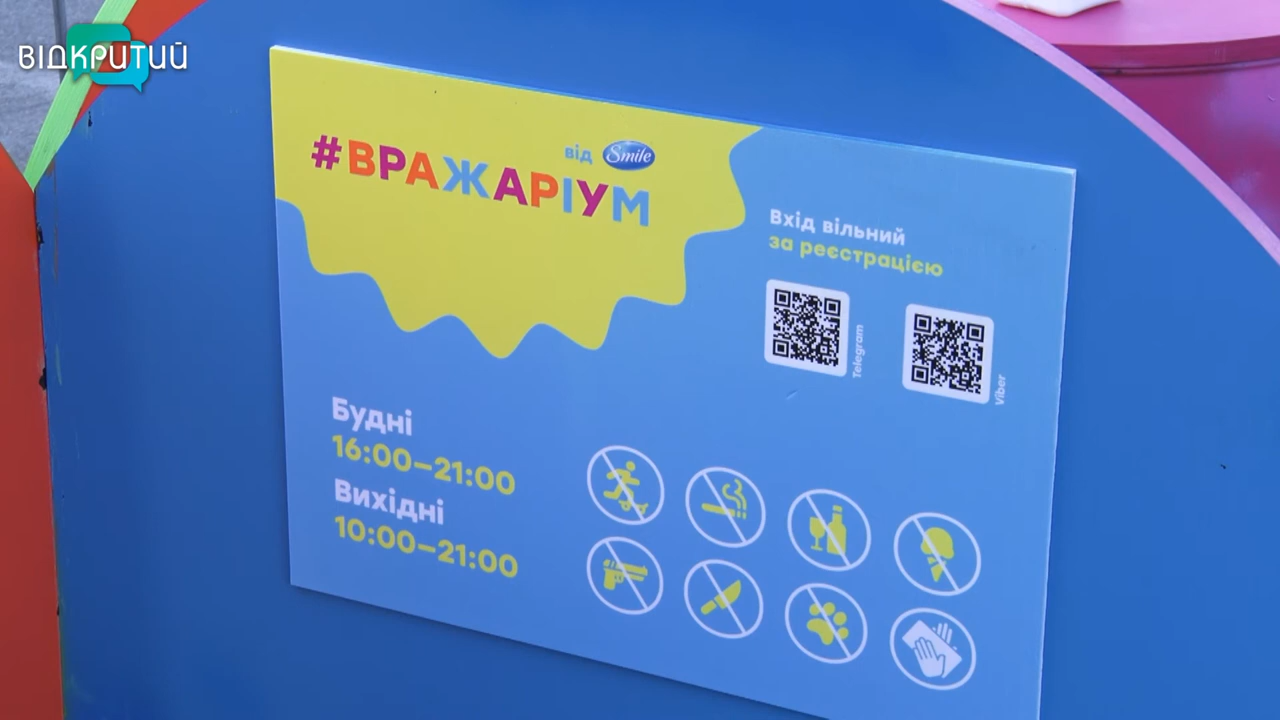 ВІДКРИТИЙ
від Smile
#ВРАЖАРІУМ
Вхід вільний
за реєстрацією
Telegram
Viber
Будні
16:00–21:00
Вихідні
10:00–21:00